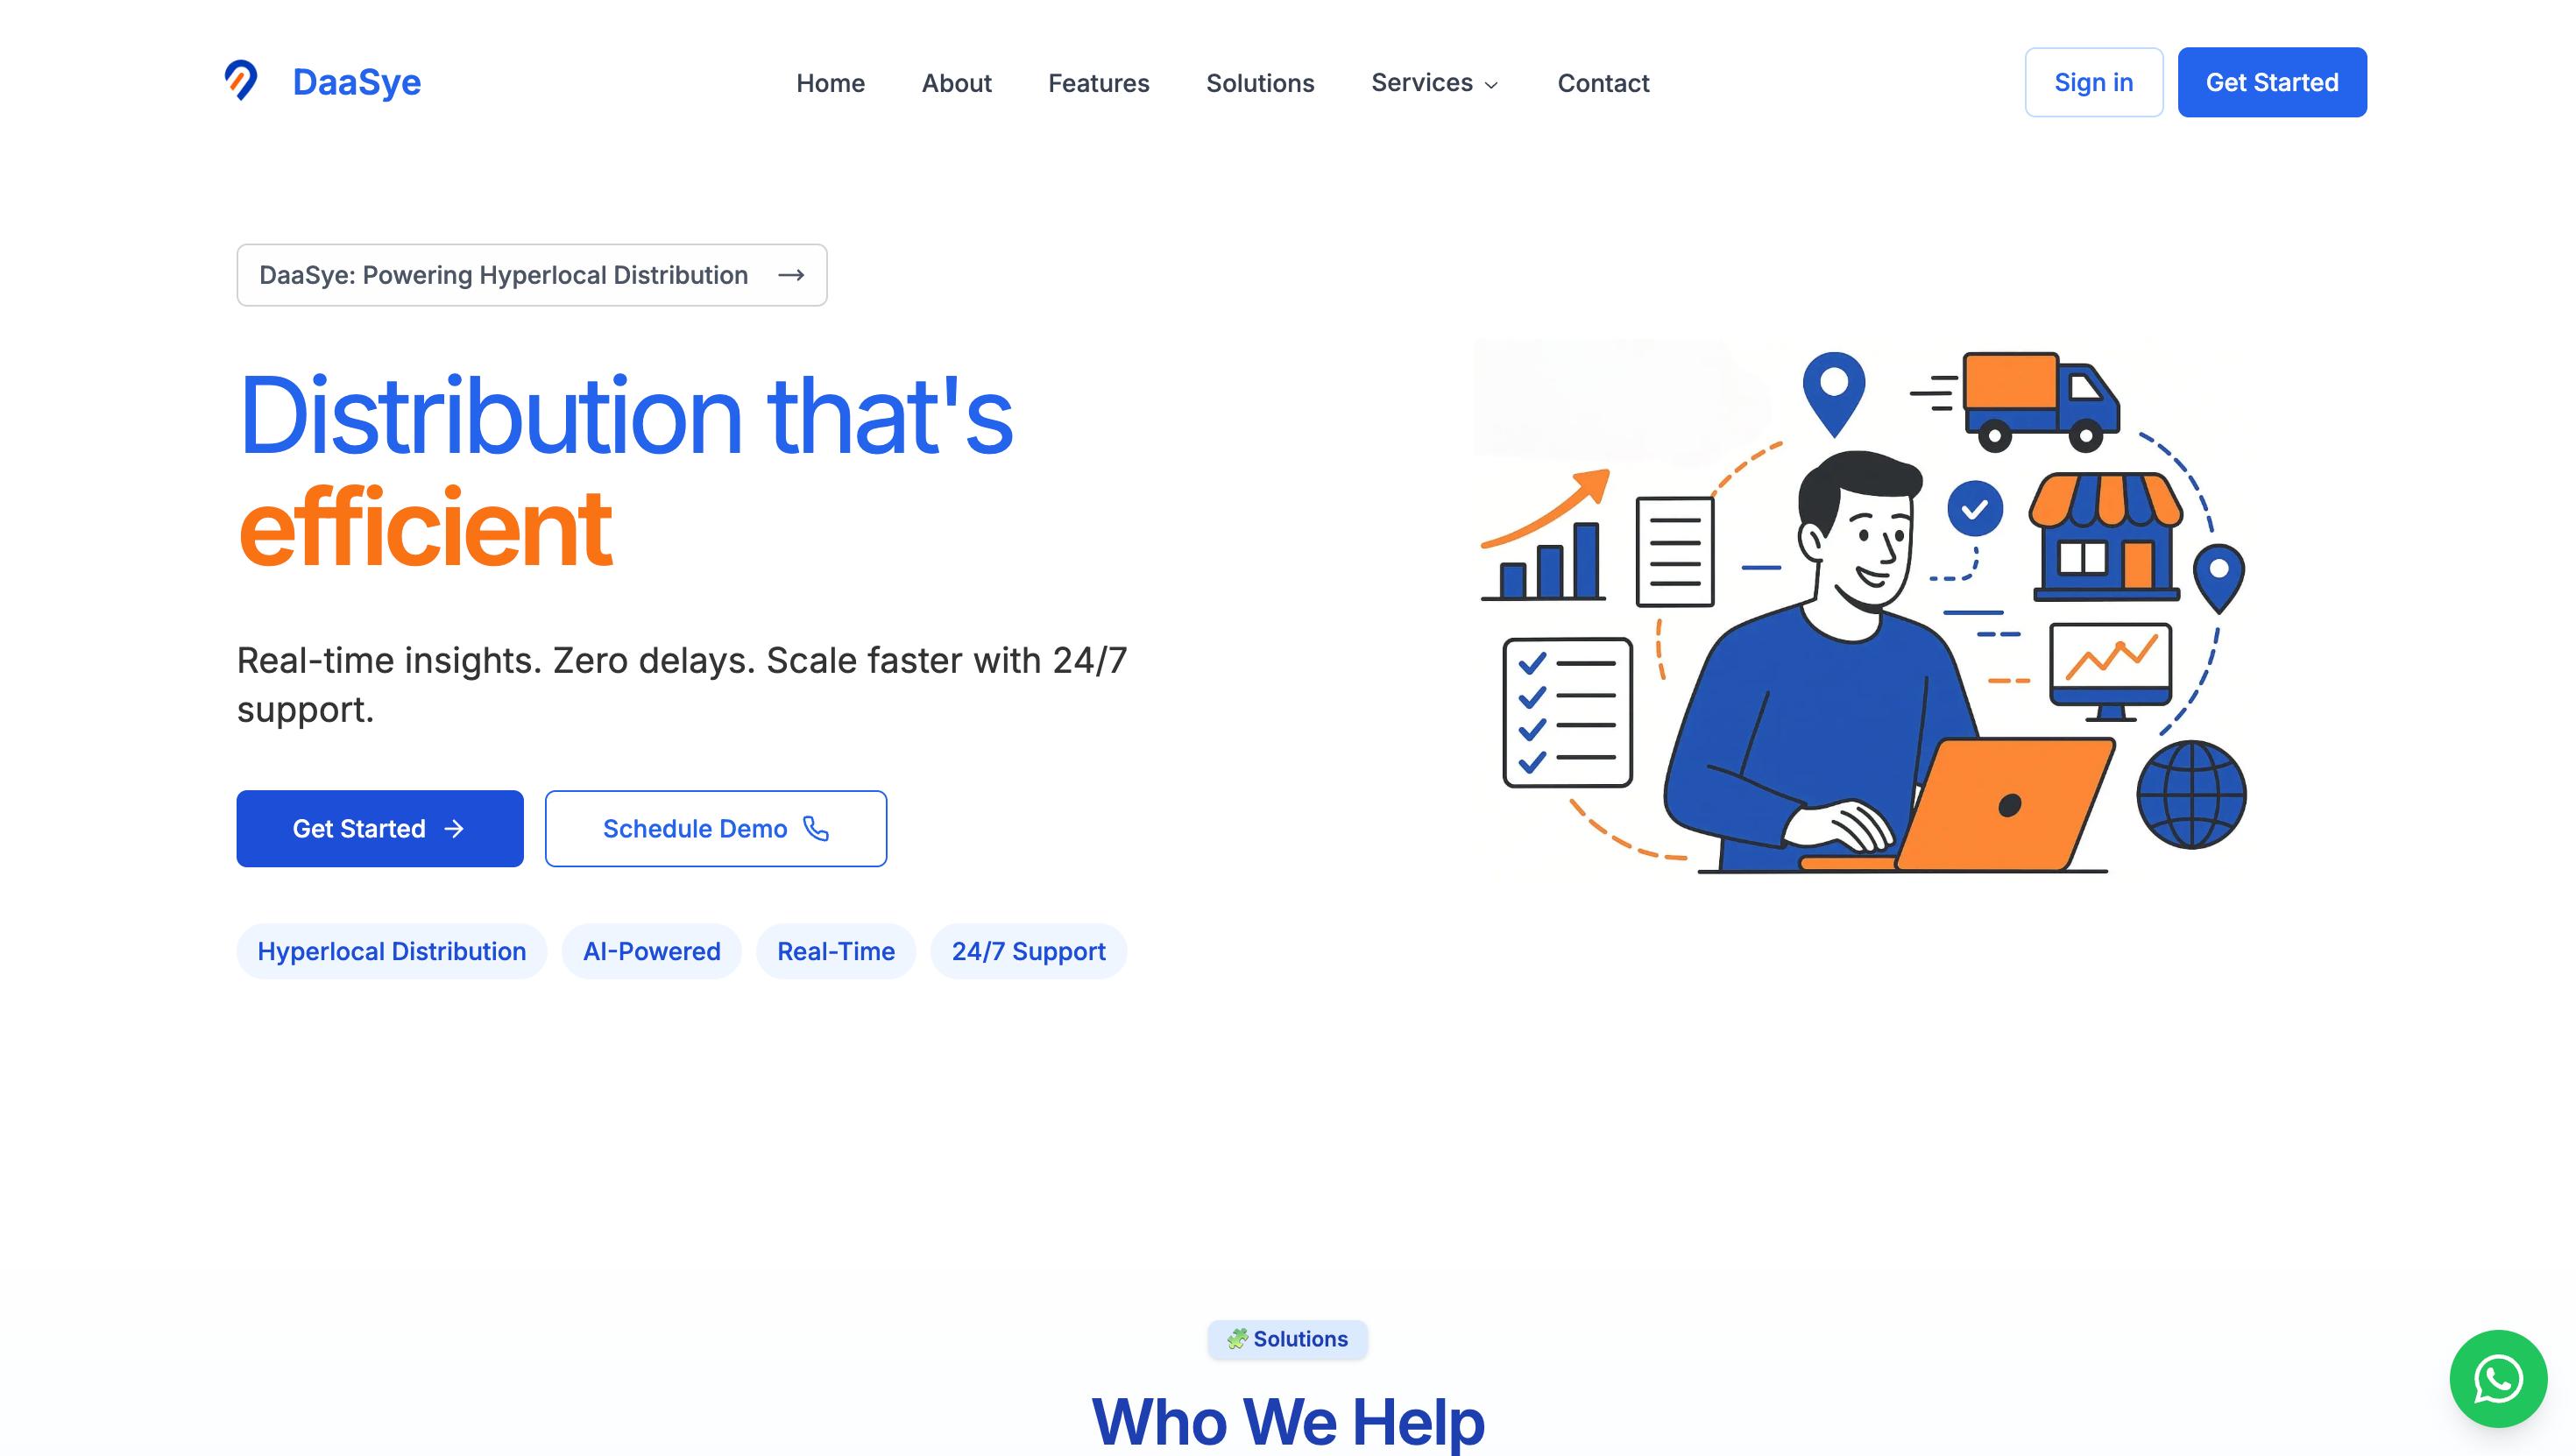 DaaSye
Home
About
Features
Solutions
Services
Contact
Sign in
Get Started
DaaSye: Powering Hyperlocal Distribution
Distribution that's
efficient
Real-time insights. Zero delays. Scale faster with 24/7
support.
Get Started
Schedule Demo
Hyperlocal Distribution
AI-Powered
Real-Time
24/7 Support
Solutions
Who We Help